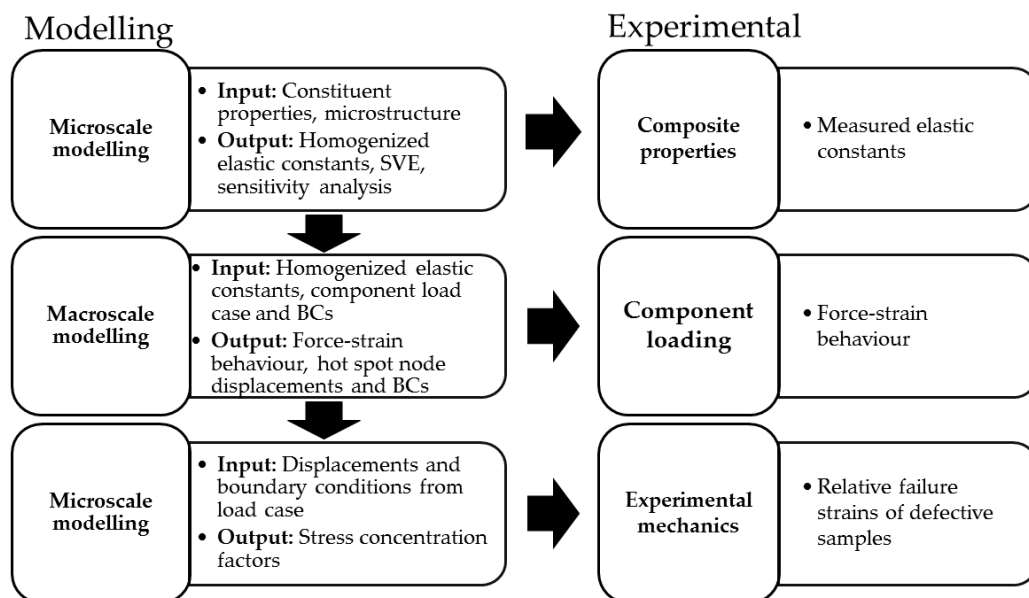 Modelling
Experimental
Microscale
modelling
• Input: Constituent
properties, microstructure
• Output: Homogenized
elastic constants, SVE,
sensitivity analysis
Composite
properties
• Measured elastic
constants
Macroscale
modelling
• Input: Homogenized elastic
constants, component load
case and BCs
• Output: Force-strain
behaviour, hot spot node
displacements and BCs
Component
loading
• Force-strain
behaviour
Microscale
modelling
• Input: Displacements and
boundary conditions from
load case
• Output: Stress concentration
factors
Experimental
mechanics
• Relative failure
strains of defective
samples